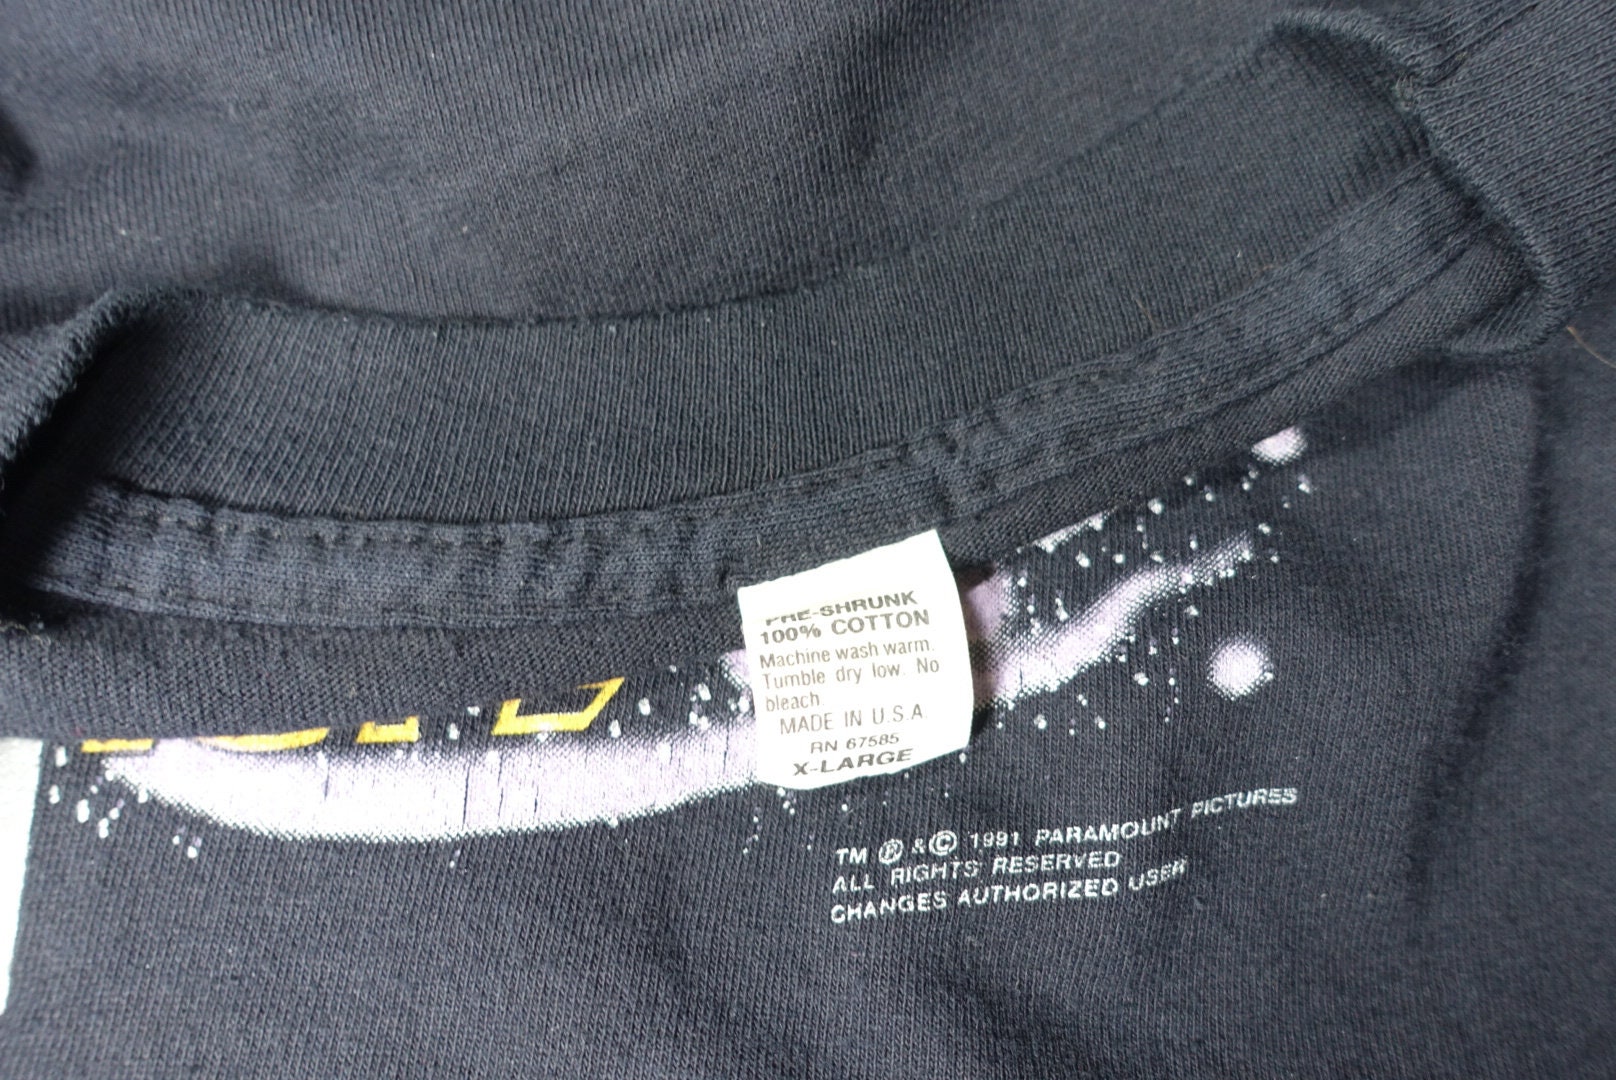 PRE-SHRUNK
100% COTTON
Machine wash warm.
Tumble dry low. No
bleach.
MADE IN U.S.A
RN 67585
X-LARGE
TM ® & © 1991 PARAMOUNT PICTURES
ALL RIGHTS RESERVED
CHANGES AUTHORIZED USER